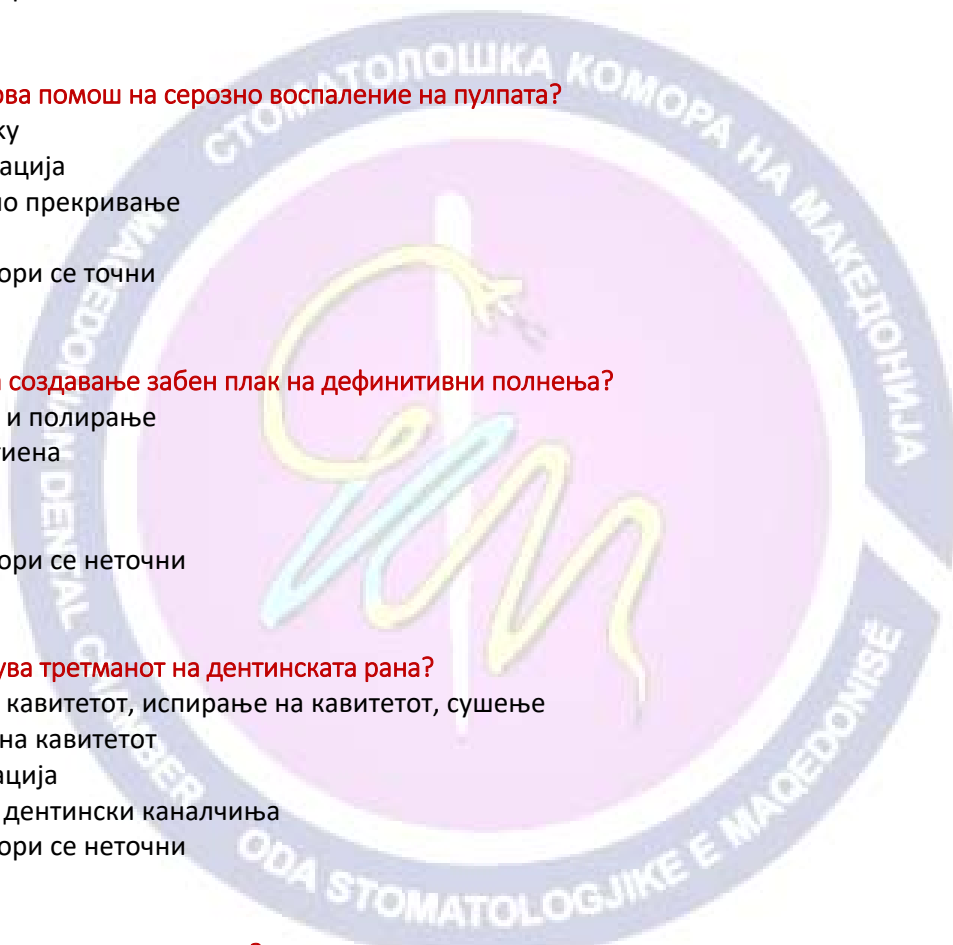 ова помош на серозно воспаление на пулпата?
ку
ација
но прекривање
ори се точни
создавање забен плак на дефинитивни полнења?
и полирање
гиена
ори се неточни
ува третманот на дентинската рана?
кавитетот, испирање на кавитетот, сушење
на кавитетот
ација
дентински каналчиња
ори се неточни
СТОМАТОЛОШКА КОМОРА НА МАКЕДОНИЈА
MACEDONIAN DENTAL CHAMBER
ODA STOMATOLOGJIKE E MAQEDONISË